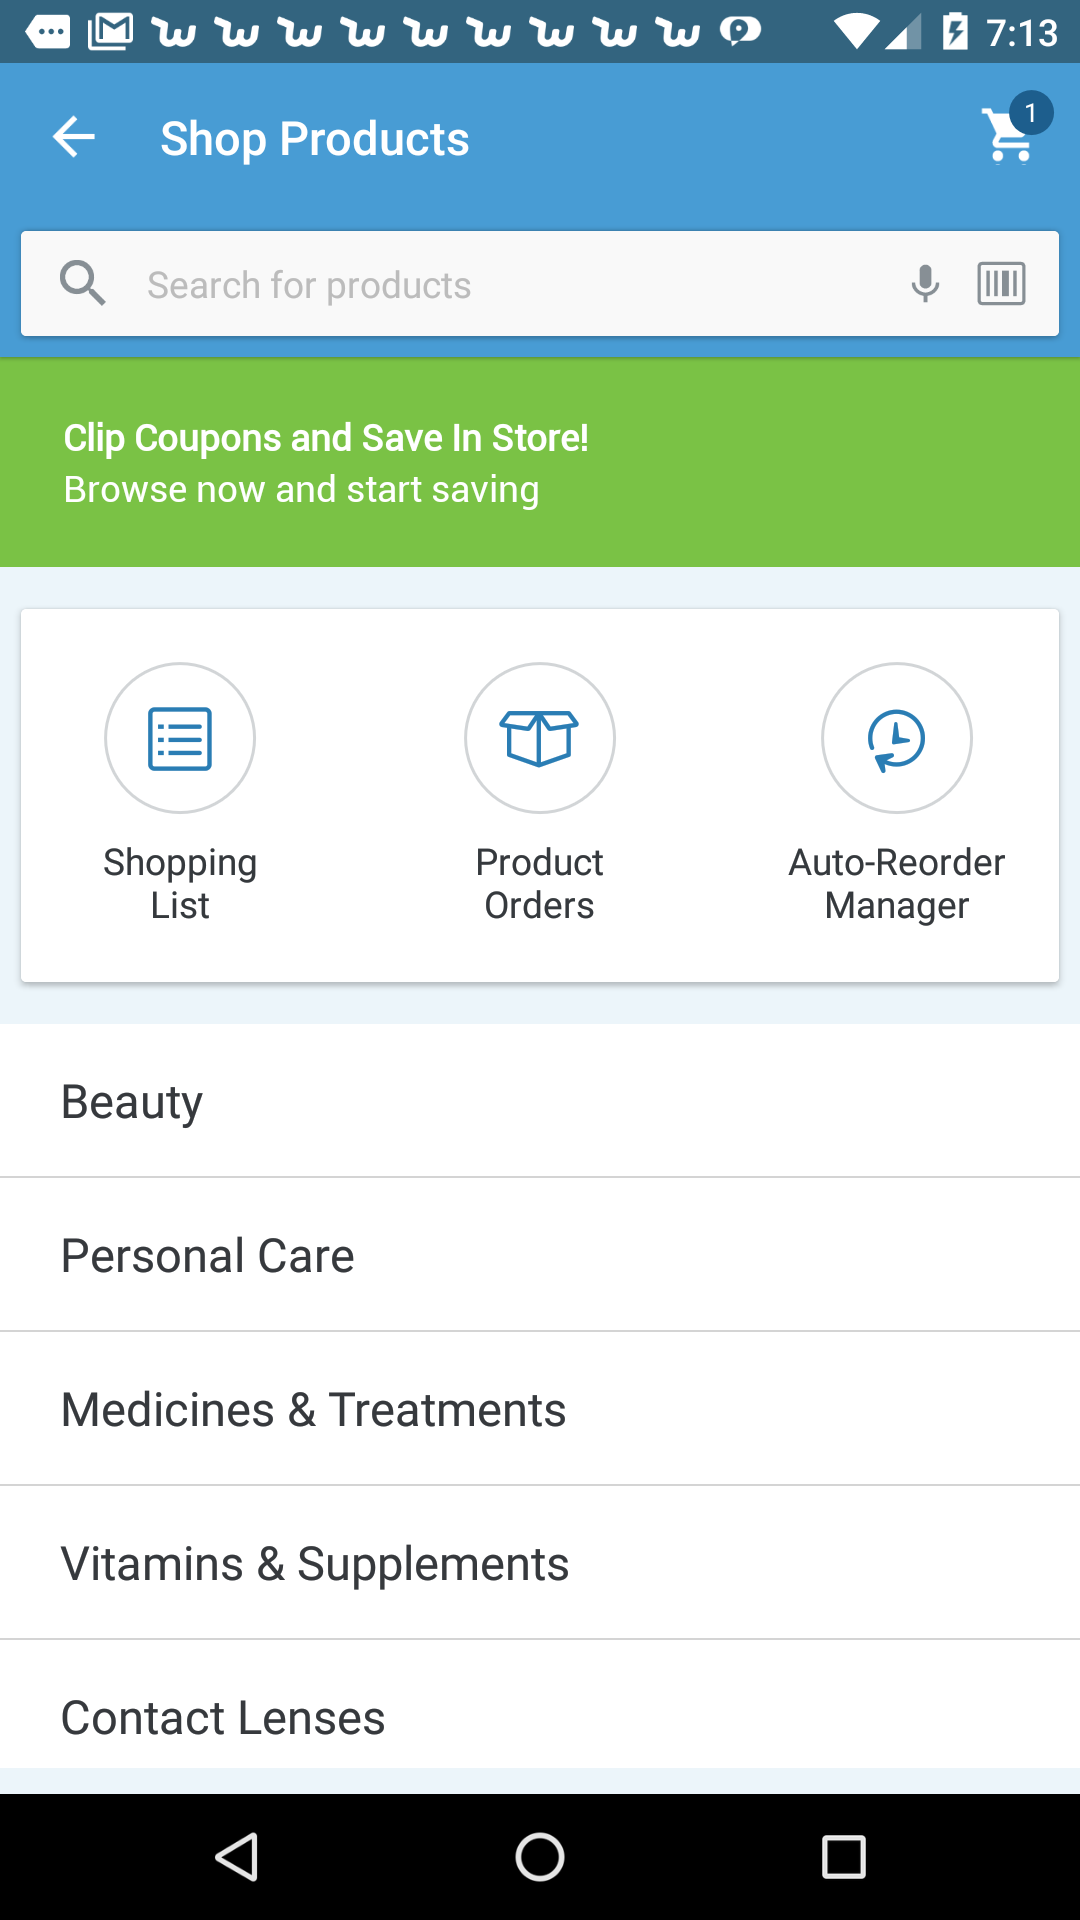 7:13
Shop Products
1
Search for products
Clip Coupons and Save In Store!
Browse now and start saving
Shopping
List
Product
Orders
Auto-Reorder
Manager
Beauty
Personal Care
Medicines & Treatments
Vitamins & Supplements
Contact Lenses